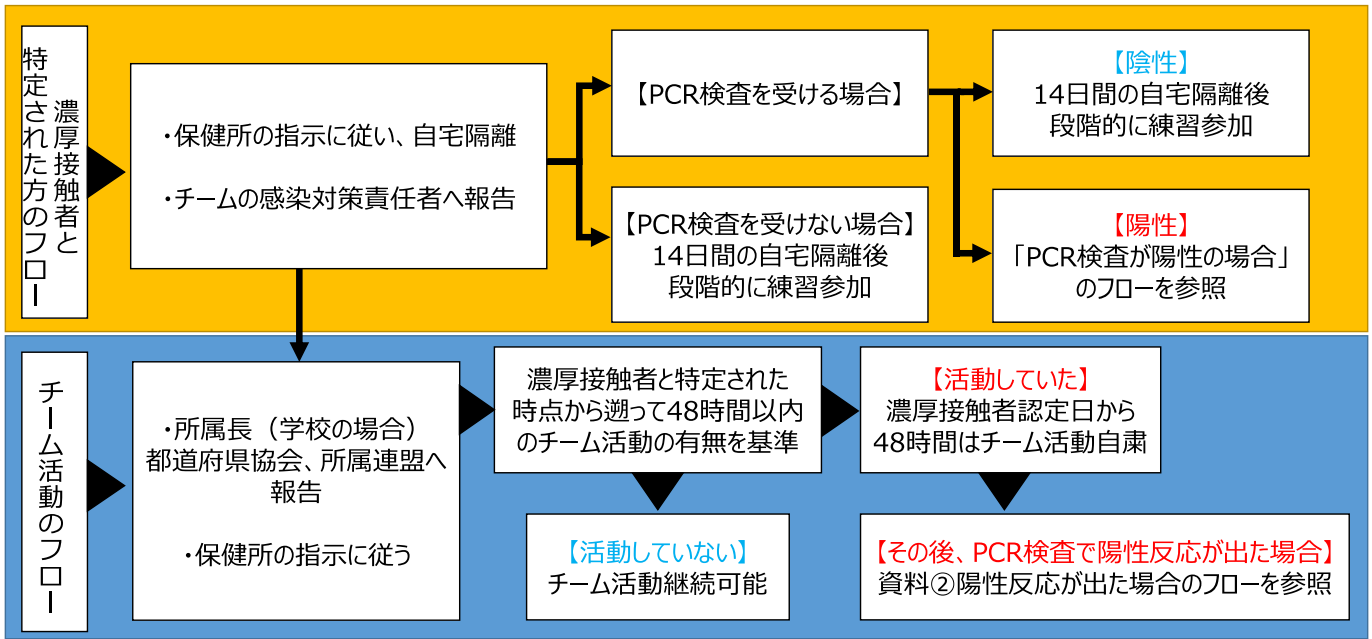 濃厚接触者と
特定された方のフロー
・保健所の指示に従い、自宅隔離
・チームの感染対策責任者へ報告
【PCR検査を受ける場合】
【陰性】
14日間の自宅隔離後
段階的に練習参加
【PCR検査を受けない場合】
14日間の自宅隔離後
段階的に練習参加
【陽性】
「PCR検査が陽性の場合」
のフローを参照
チーム活動のフロー
・所属長（学校の場合）
都道府県協会、所属連盟へ
報告
・保健所の指示に従う
濃厚接触者と特定された
時点から遡って48時間以内
のチーム活動の有無を基準
【活動していた】
濃厚接触者認定日から
48時間はチーム活動自粛
【活動していない】
チーム活動継続可能
【その後、PCR検査で陽性反応が出た場合】
資料②陽性反応が出た場合のフローを参照